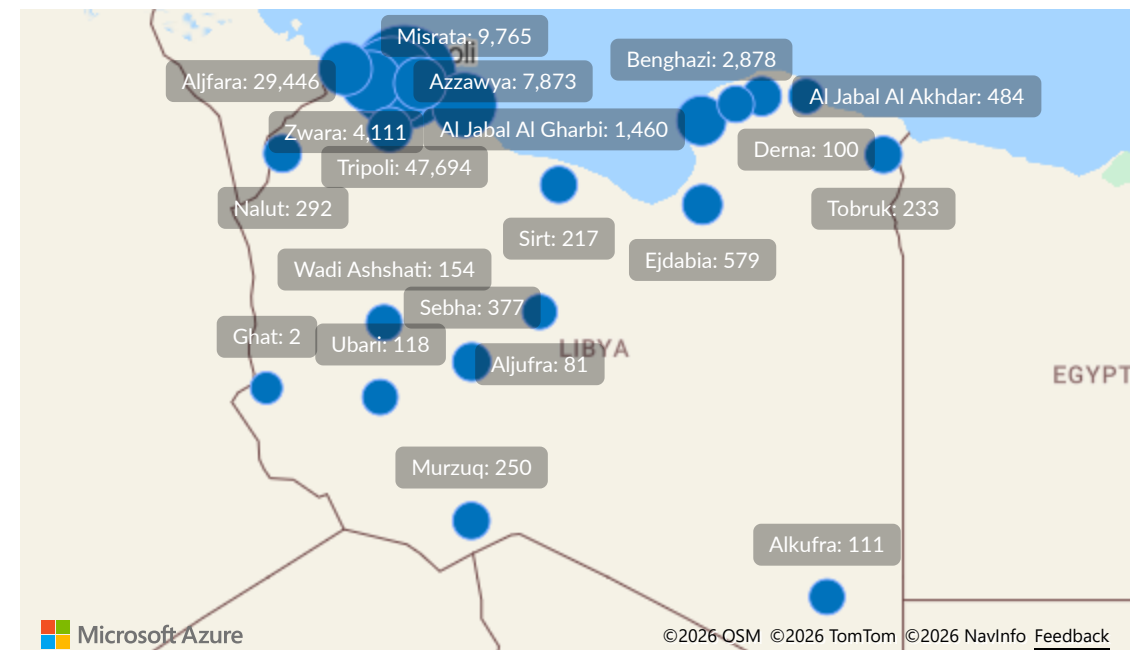 Misrata: 9,765
oli
Benghazi: 2,878
Aljfara: 29,446
Azzawya: 7,873
Al Jabal Al Akhdar: 484
Zwara: 4,111
Al Jabal Al Gharbi: 1,460
Derna: 100
Tripoli: 47,694
Nalut: 292
Tobruk: 233
Sirt: 217
Ejdabia: 579
Wadi Ashshati: 154
Sebha: 377
Ghat: 2
Ubari: 118
LIBYA
Aljufra: 81
EGYPT
Murzuq: 250
Alkufra: 111
Microsoft Azure
©2026 OSM ©2026 TomTom ©2026 NavInfo Feedback